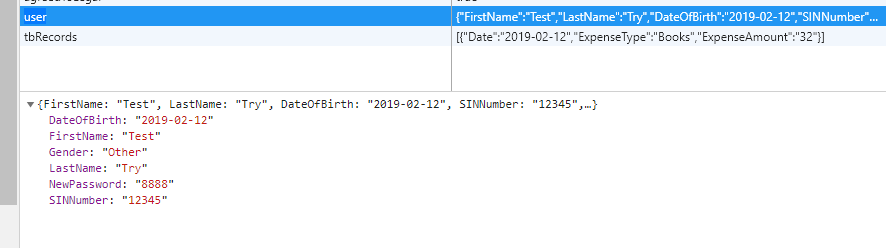 true
user {"FirstName":"Test","LastName":"Try","DateOfBirth":"2019-02-12","SINNumber"...
tbRecords [{"Date":"2019-02-12","ExpenseType":"Books","ExpenseAmount":"32"}]
▼{FirstName: "Test", LastName: "Try", DateOfBirth: "2019-02-12", SINNumber: "12345",…}
DateOfBirth: "2019-02-12"
FirstName: "Test"
Gender: "Other"
LastName: "Try"
NewPassword: "8888"
SINNumber: "12345"